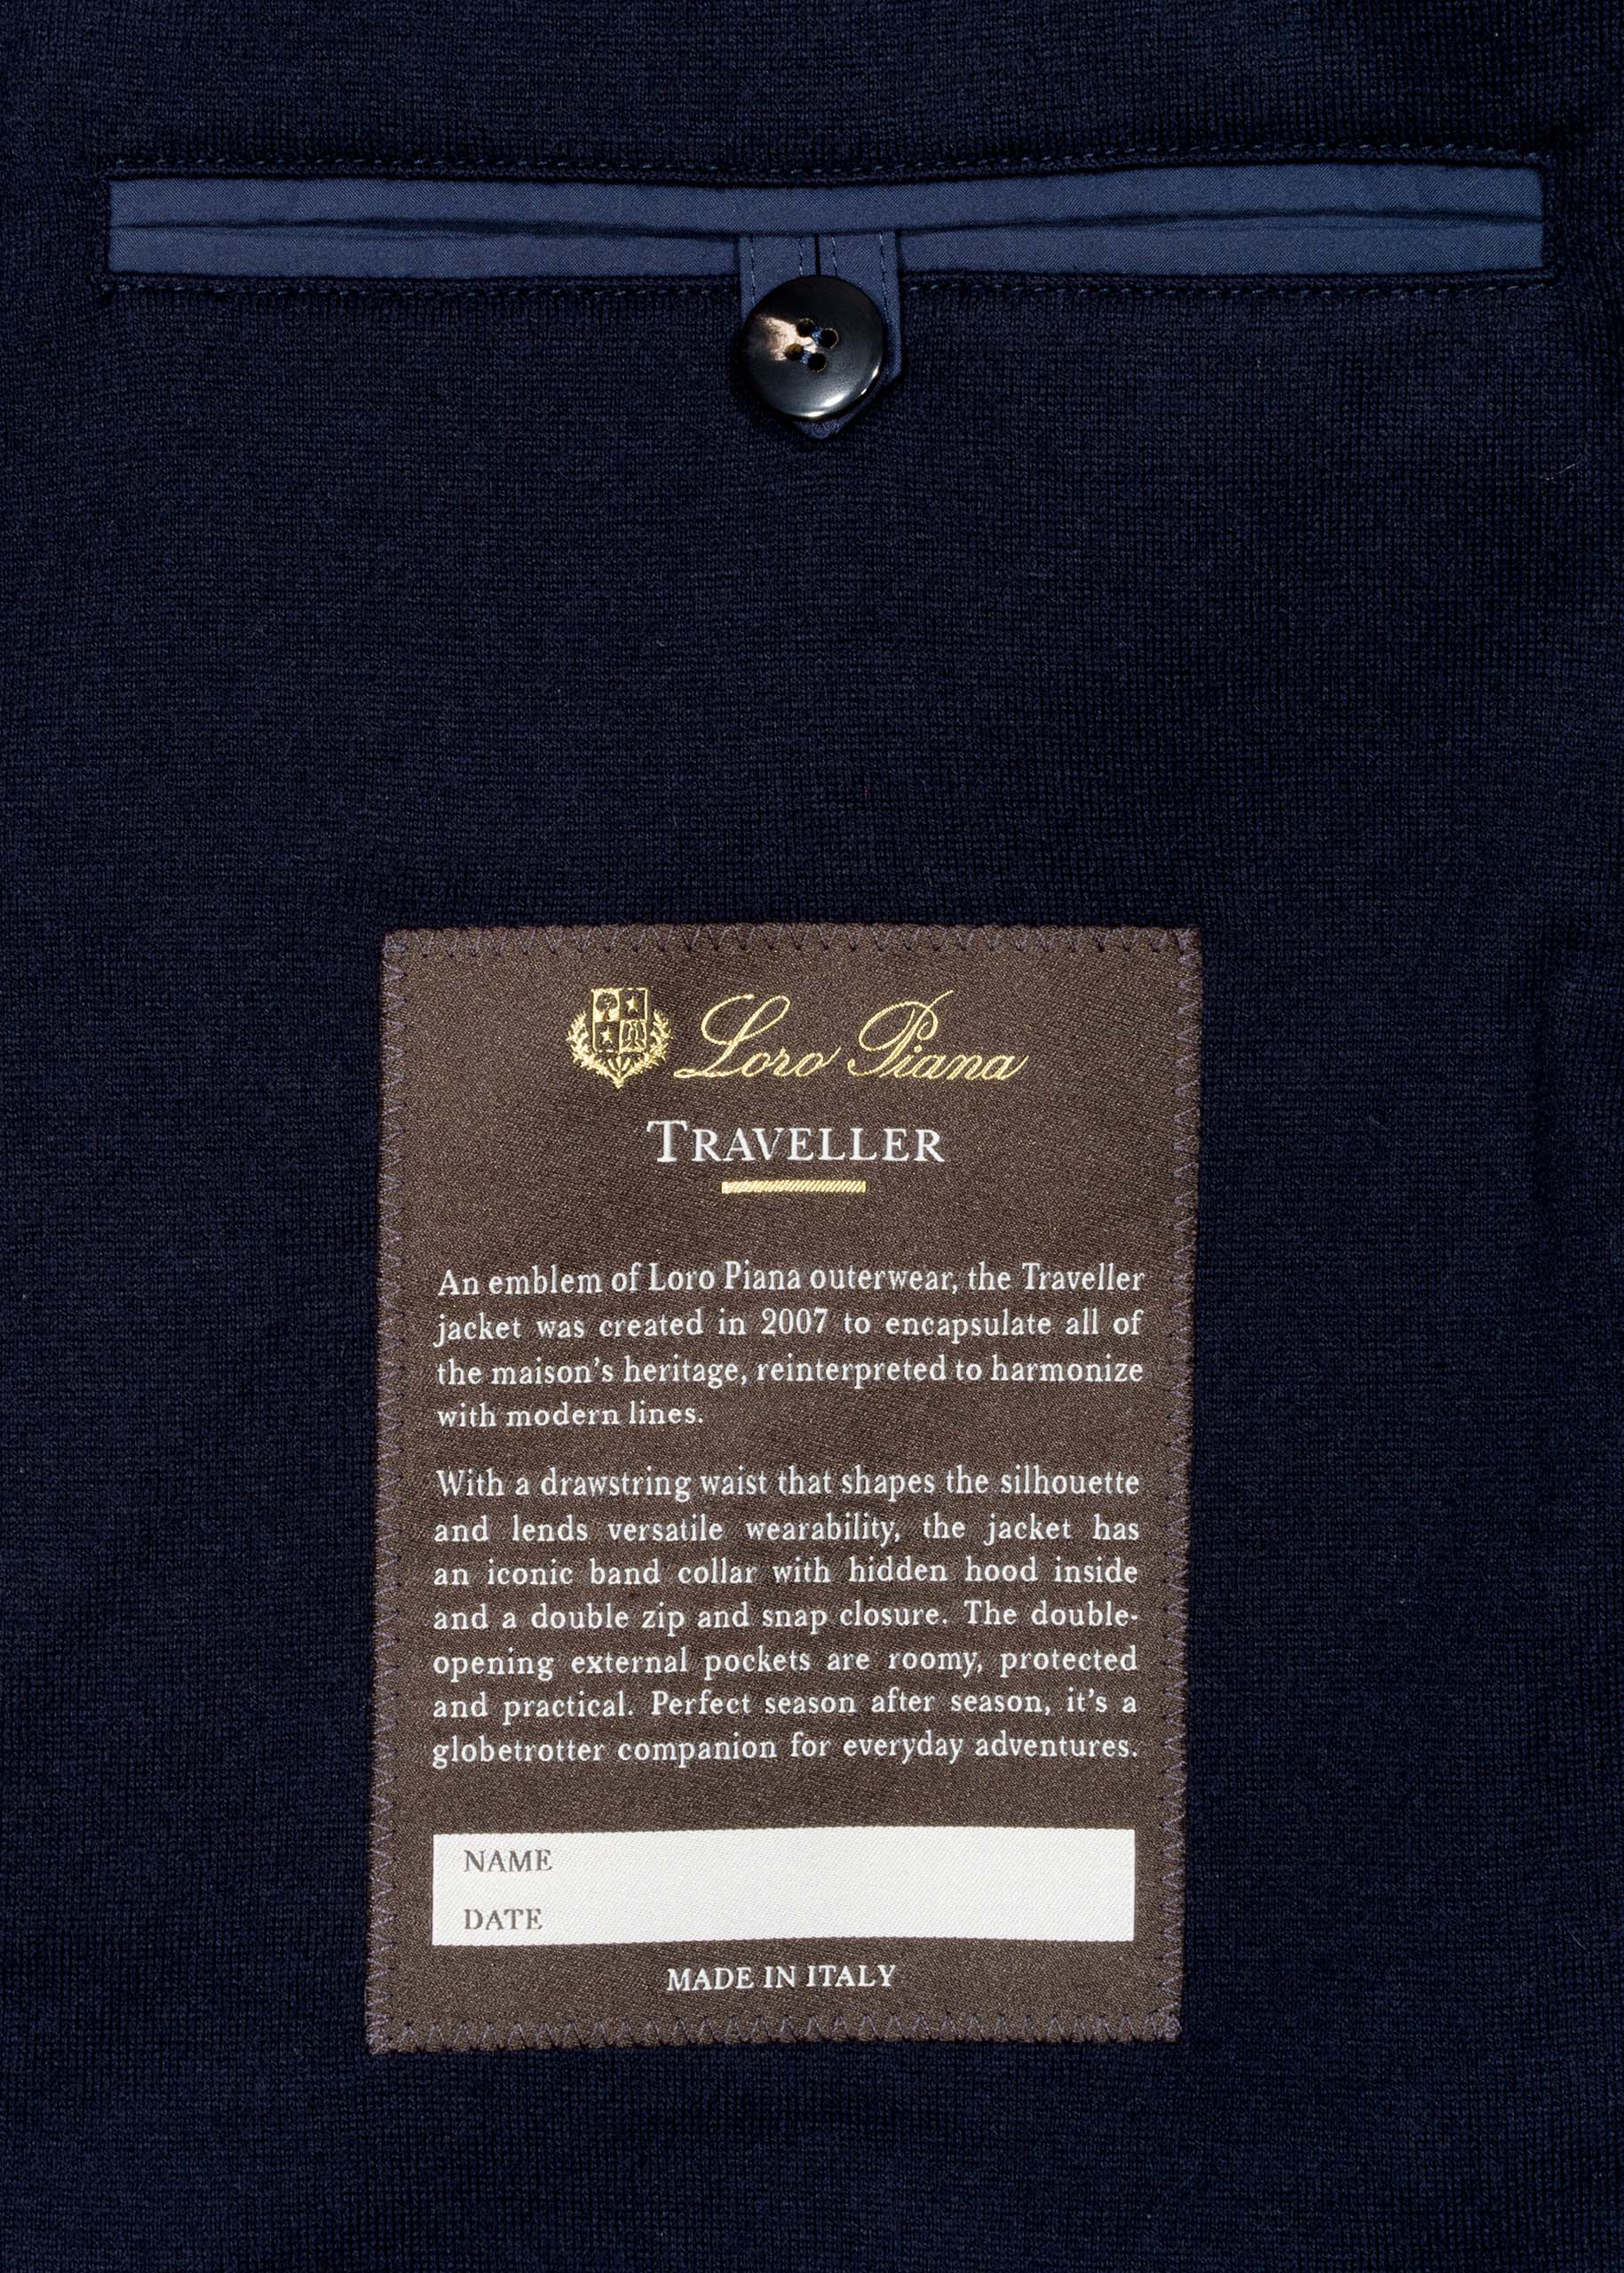 Loro Piana
TRAVELLER
An emblem of Loro Piana outerwear, the Traveller
jacket was created in 2007 to encapsulate all of
the maison's heritage, reinterpreted to harmonize
with modern lines.
With a drawstring waist that shapes the silhouette
and lends versatile wearability, the jacket has
an iconic band collar with hidden hood inside
and a double zip and snap closure. The double-
opening external pockets are roomy, protected
and practical. Perfect season after season, it's a
globetrotter companion for everyday adventures.
NAME
DATE
MADE IN ITALY